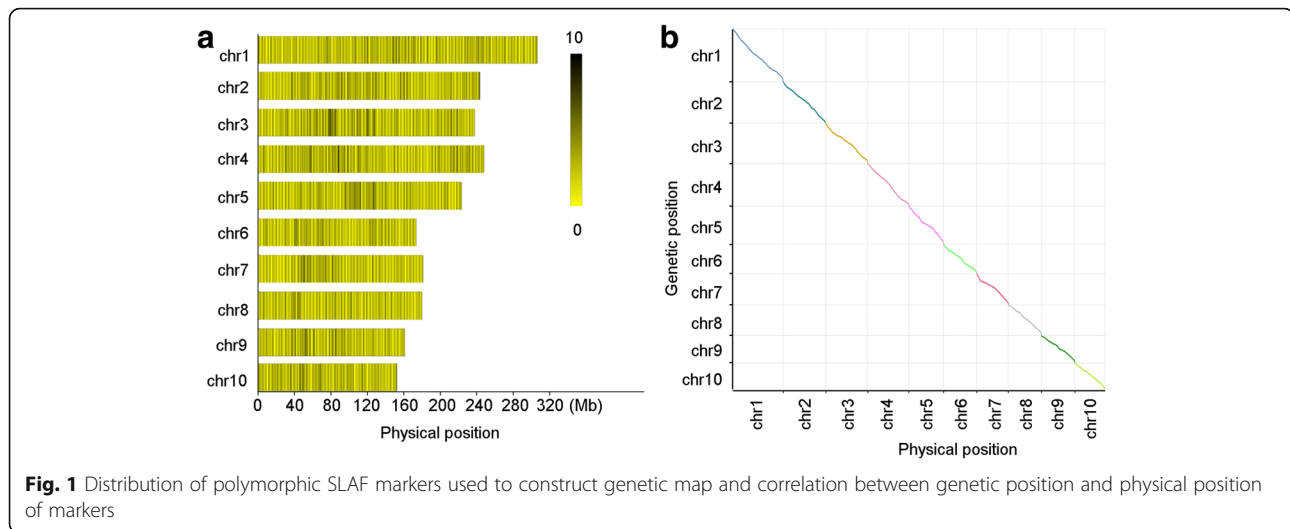 a
chr1
chr2
chr3
chr4
chr5
chr6
chr7
chr8
chr9
chr10
0 40 80 120 160 200 240 280 320 (Mb)
Physical position
10
0
b
Genetic position
chr1
chr2
chr3
chr4
chr5
chr6
chr7
chr8
chr9
chr10
chr1 chr2 chr3 chr4 chr5 chr6 chr7 chr8 chr9 chr10
Physical position
Fig. 1 Distribution of polymorphic SLAF markers used to construct genetic map and correlation between genetic position and physical position
of markers